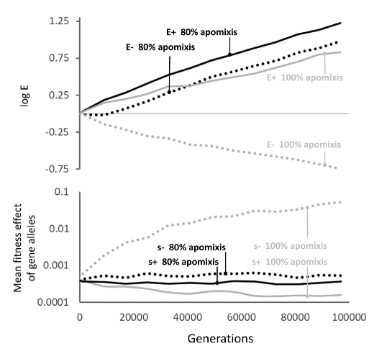 1.25
0.75
0.25
-0.25
-0.75
log E
E+ 80% apomixis
E- 80% apomixis
E+ 100% apomixis
E- 100% apomixis
0.1
0.01
0.001
0.0001
Mean fitness effect
of gene alleles
s- 80% apomixis
s+ 80% apomixis
s- 100% apomixis
s+ 100% apomixis
0
20000
40000
60000
80000
100000
Generations